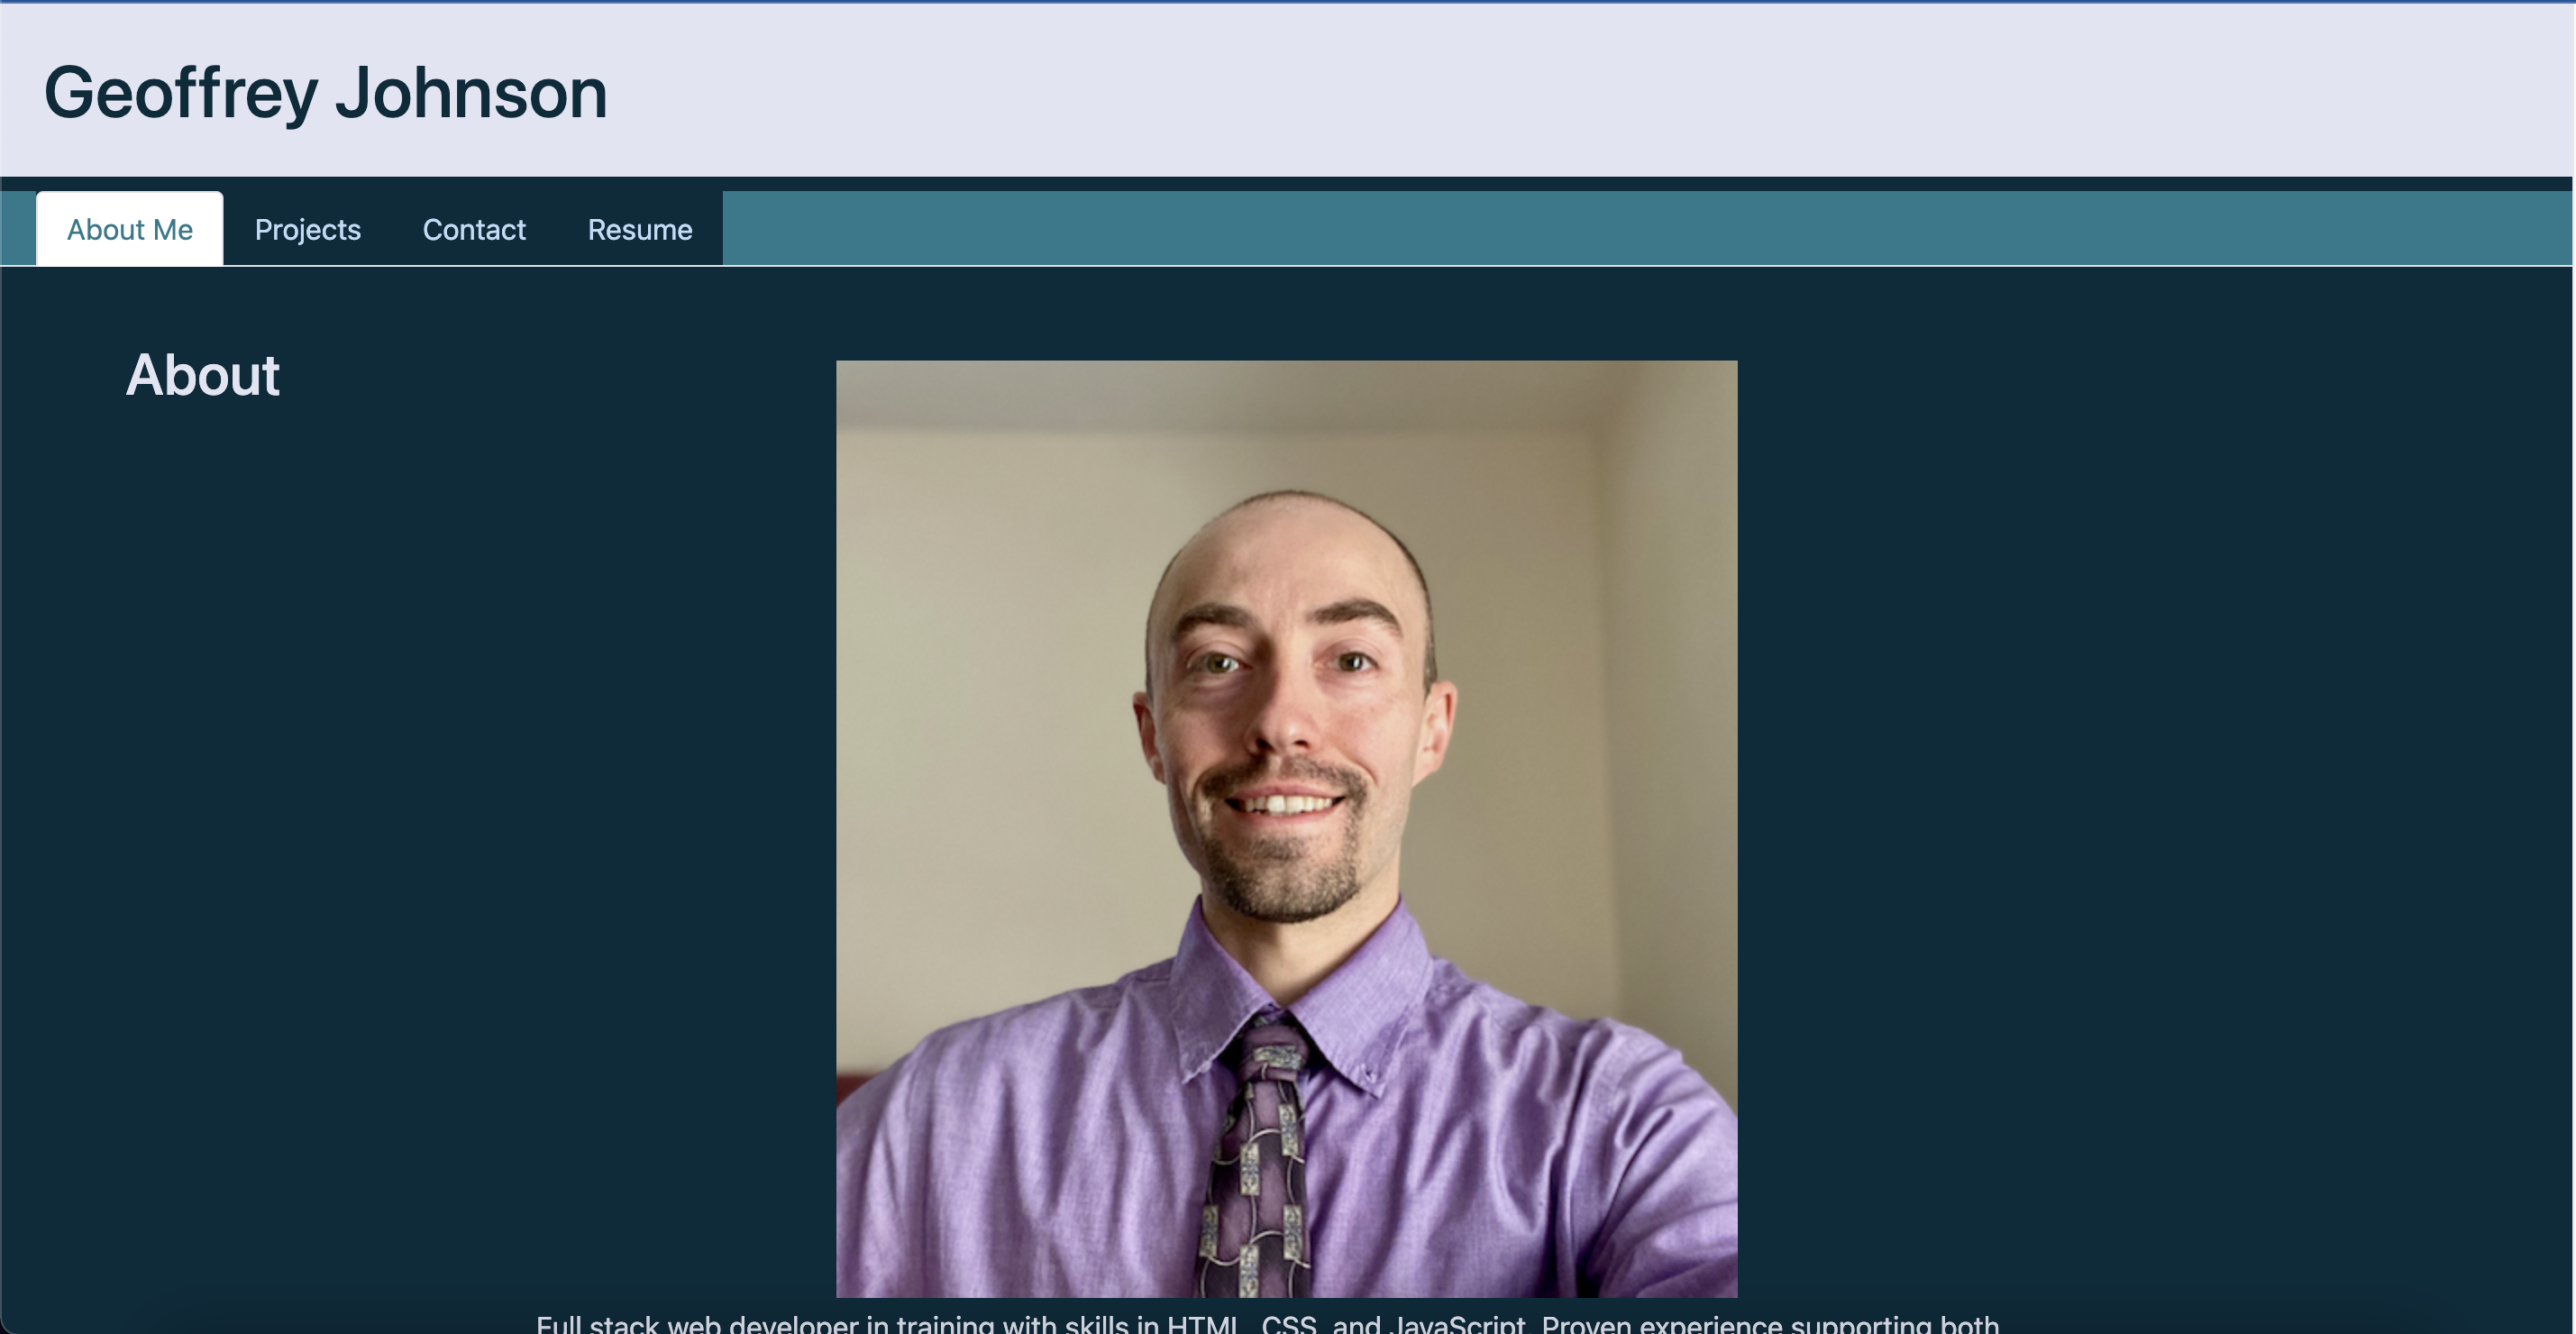 Geoffrey Johnson
About Me Projects Contact Resume
About
Full stack web developer in training with skills in HTML, CSS, and JavaScript. Proven experience supporting both